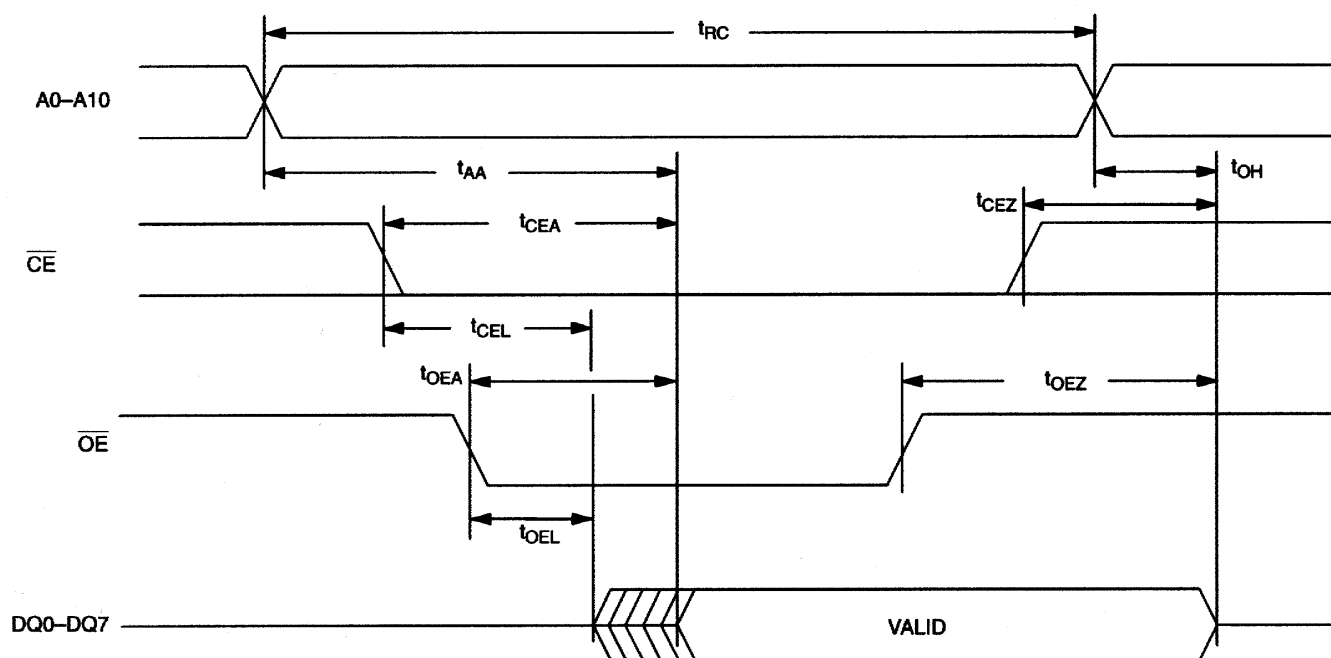 tRC
A0–A10
tAA
tOH
tCEZ
tCEA
CE
tCEL
tOEA
tOEZ
OE
tOEL
DQ0–DQ7
VALID